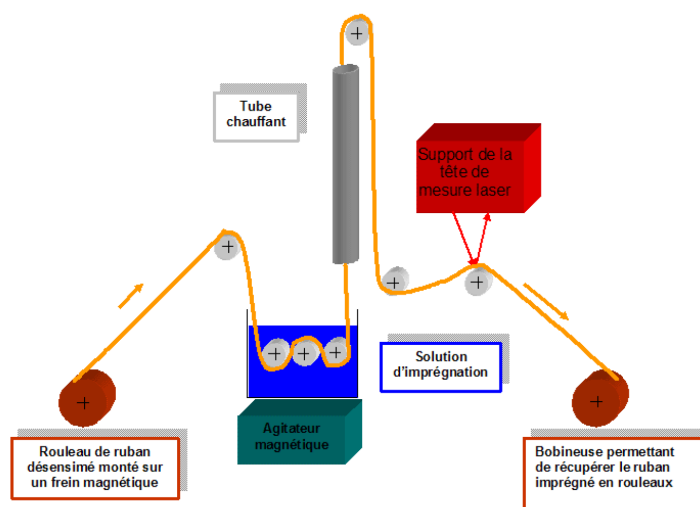 Tube
chauffant
Support de la
tête de
mesure laser
Solution
d'imprégnation
Agitateur
magnétique
Rouleau de ruban
désensimé monté sur
un frein magnétique
Bobineuse permettant
de récupérer le ruban
imprégné en rouleaux